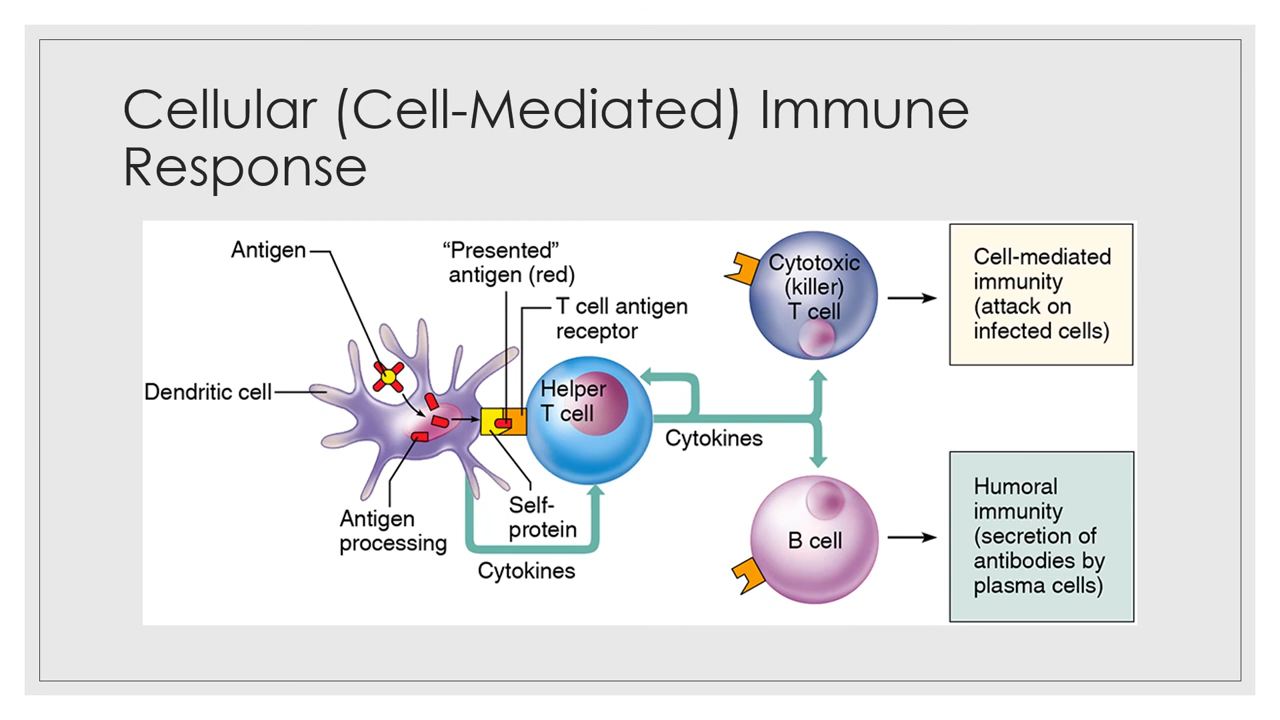 Cellular (Cell-Mediated) Immune
Response
Antigen
“Presented”
antigen (red)
T cell antigen
receptor
Dendritic cell
Helper
T cell
Cytokines
Antigen
processing
Self-
protein
Cytokines
Cytotoxic
(killer)
T cell
Cell-mediated
immunity
(attack on
infected cells)
B cell
Humoral
immunity
(secretion of
antibodies by
plasma cells)